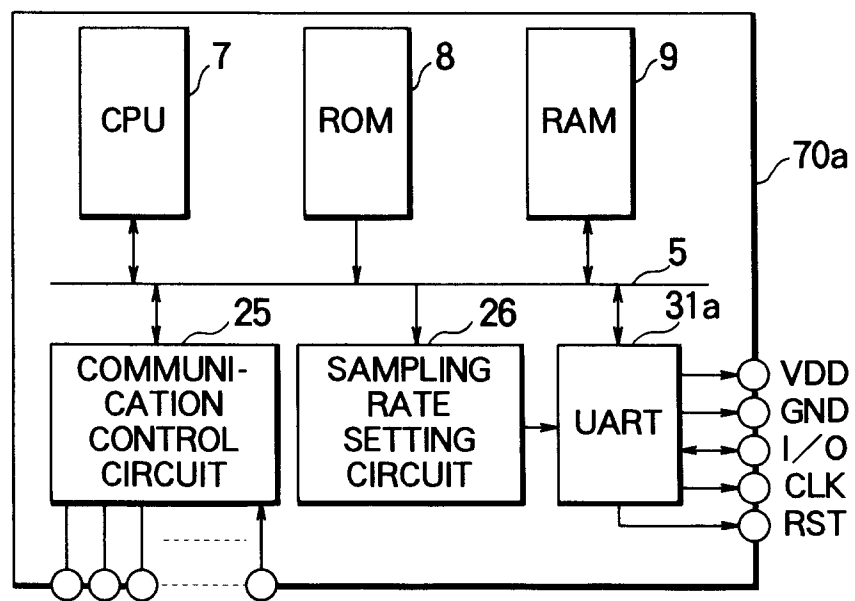 7
8
9
CPU
ROM
RAM
70a
5
25
26
31a
COMMUNI-
CATION
CONTROL
CIRCUIT
SAMPLING
RATE
SETTING
CIRCUIT
UART
VDD
GND
I/O
CLK
RST